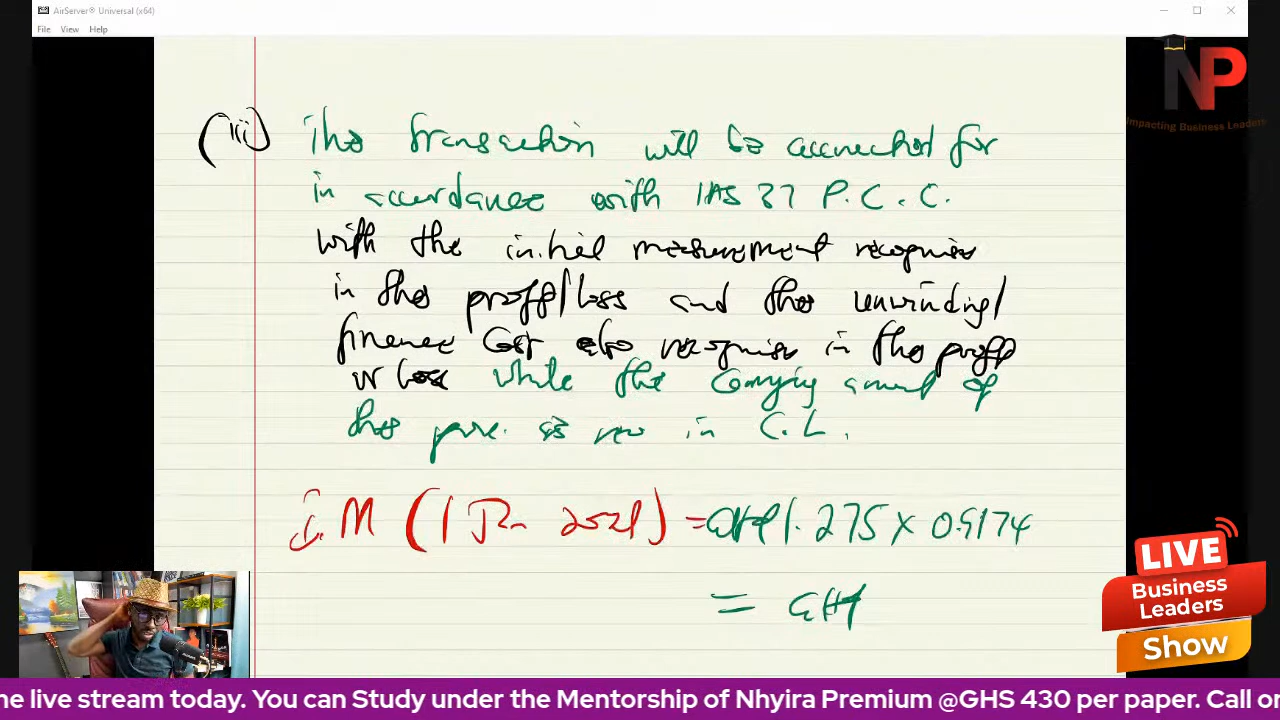 AirServer® Universal (x64)
File View Help
NP
Impacting Business Leaders
(iii) The transaction will be accounted for
in accordance with IAS 37 P.C.C.
with the initial measurement recognise
in the profit/loss and the unwinding/
finance cost also recognise in the profit
or loss while the carrying amount of
the prov. is rec in C.L.
I.M (1 Jan 2021) = GH¢1.275 x 0.9174
= GH¢
LIVE
Business
Leaders
Show
ne live stream today. You can Study under the Mentorship of Nhyira Premium @GHS 430 per paper. Call or